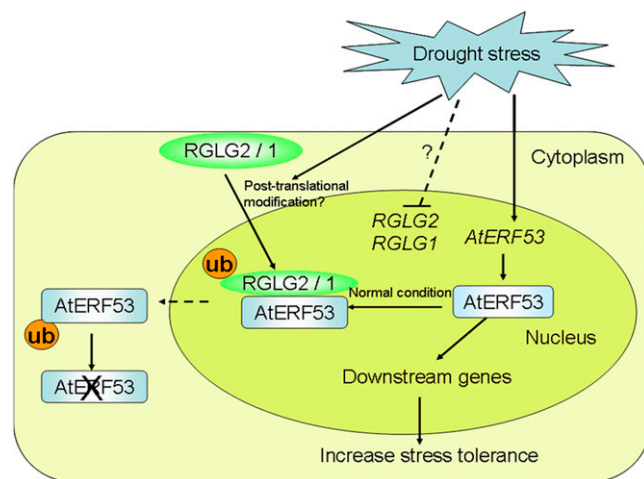 Drought stress
RGLG2 / 1
Cytoplasm
?
Post-translational
modification?
RGLG2
RGLG1
AtERF53
ub
RGLG2 / 1
AtERF53
Normal condition
AtERF53
Nucleus
AtERF53
ub
AtERF53
Downstream genes
Increase stress tolerance